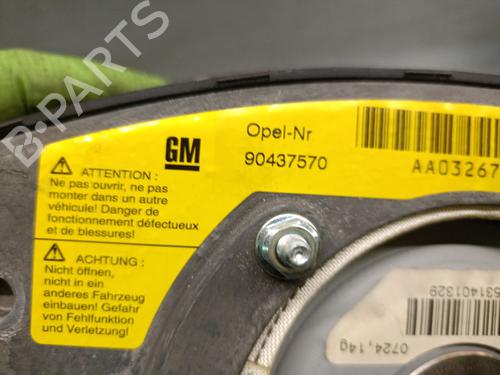 GM
Opel-Nr
90437570
AA03267
ATTENTION :
Ne pas ouvrir, ne pas
monter dans un autre
véhicule! Danger de
fonctionnement défectueux
et de blessures!
ACHTUNG :
Nicht öffnen,
nicht in ein
anderes Fahrzeug
einbauen! Gefahr
von Fehlfunktion
und Verletzung!
5531401329
0724,14g
B-PARTS